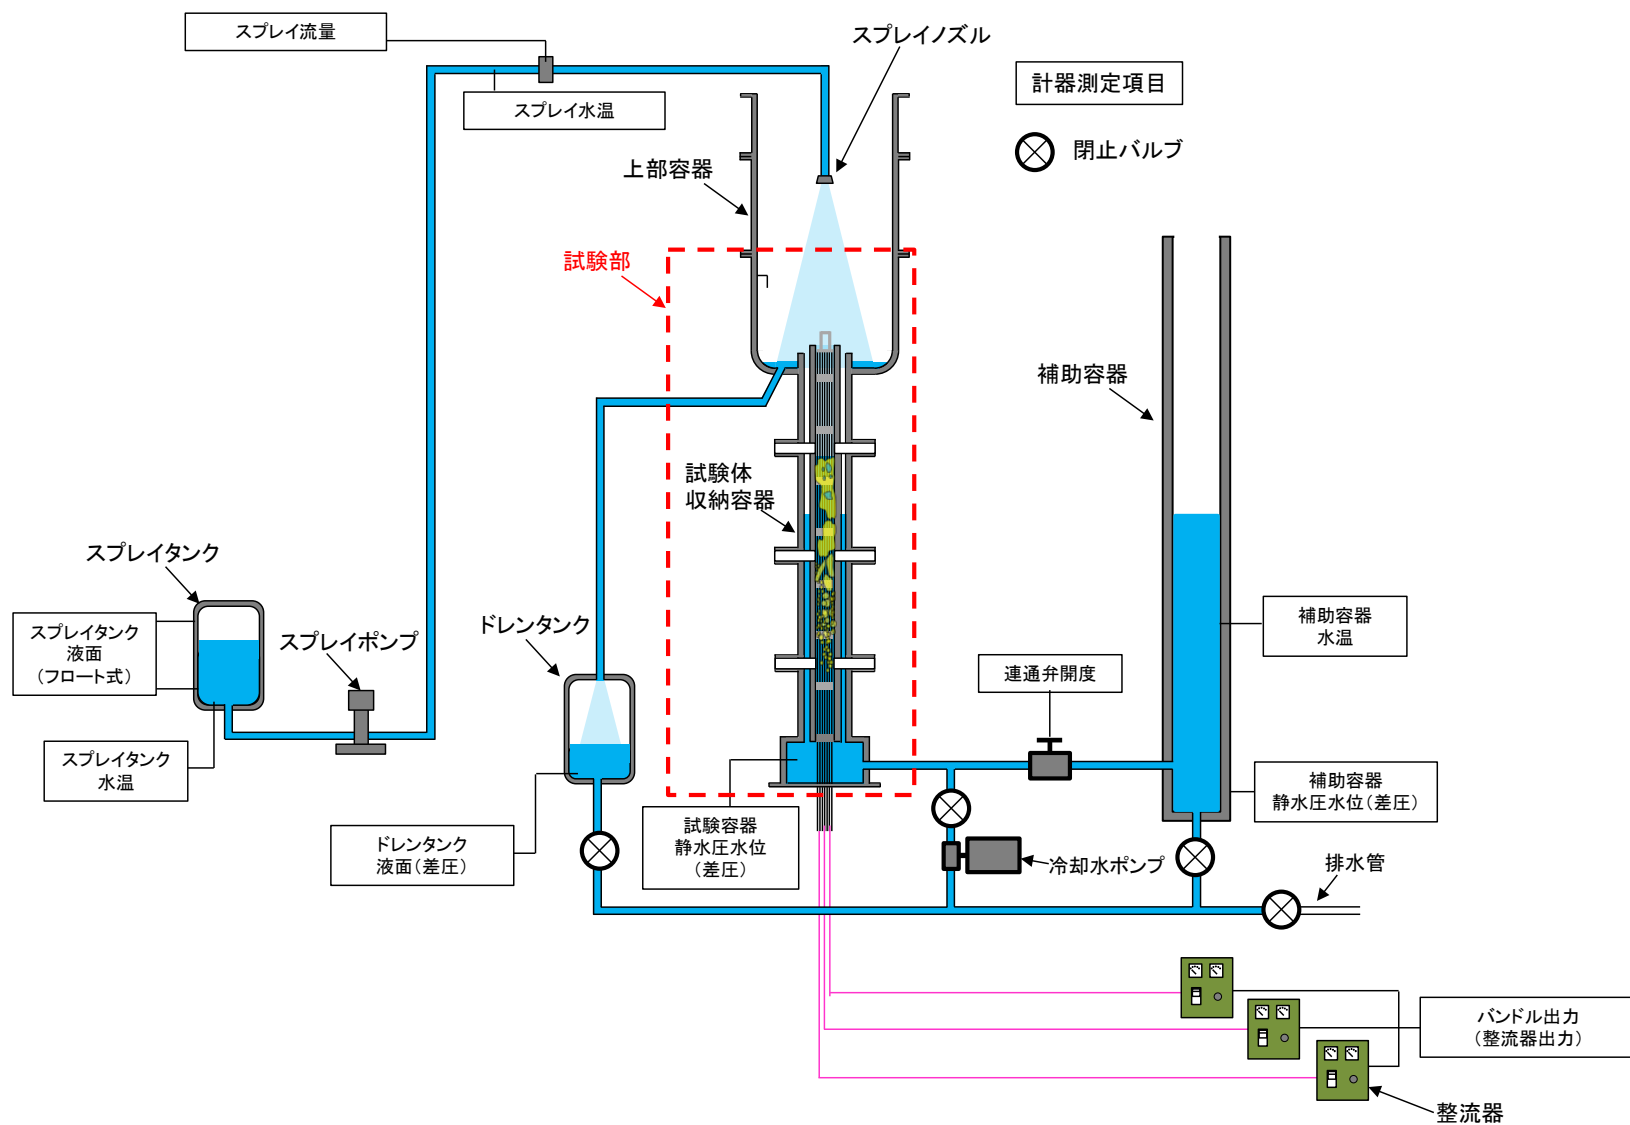 スプレイ流量
スプレイノズル
計器測定項目
スプレイ水温
閉止バルブ
上部容器
試験部
補助容器
試験体
収納容器
スプレイタンク
スプレイタンク
液面
(フロート式)
スプレイポンプ
ドレンタンク
補助容器
水温
連通弁開度
スプレイタンク
水温
補助容器
静水圧水位(差圧)
試験容器
静水圧水位
(差圧)
ドレンタンク
液面(差圧)
冷却水ポンプ
排水管
バンドル出力
(整流器出力)
整流器